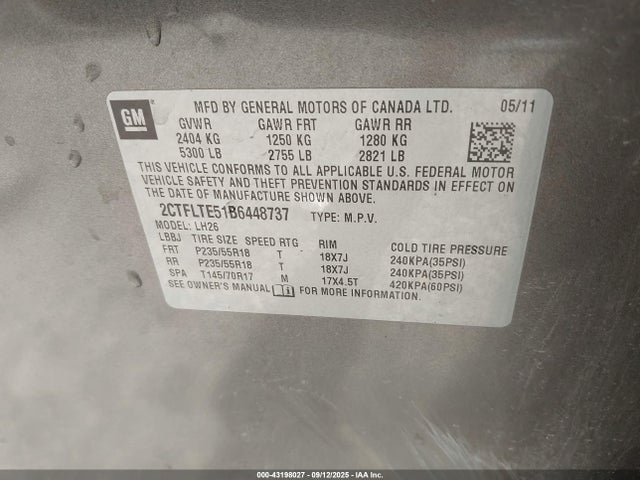 GM
MFD BY GENERAL MOTORS OF CANADA LTD. 05/11
GVWR GAWR FRT GAWR RR
2404 KG 1250 KG 1280 KG
5300 LB 2755 LB 2821 LB
THIS VEHICLE CONFORMS TO ALL APPLICABLE U.S. FEDERAL MOTOR
VEHICLE SAFETY AND THEFT PREVENTION STANDARDS IN EFFECT ON
THE DATE OF MANUFACTURE SHOWN ABOVE.
2CTFLTE51B6448737 TYPE: M.P.V.
MODEL: LH26
LBBJ TIRE SIZE SPEED RTG RIM COLD TIRE PRESSURE
FRT P235/55R18 T 18X7J 240KPA(35PSI)
RR P235/55R18 T 18X7J 240KPA(35PSI)
SPA T145/70R17 M 17X4.5T 420KPA(60PSI)
SEE OWNER'S MANUAL FOR MORE INFORMATION.
000-43198027 - 09/12/2025 - IAA Inc.